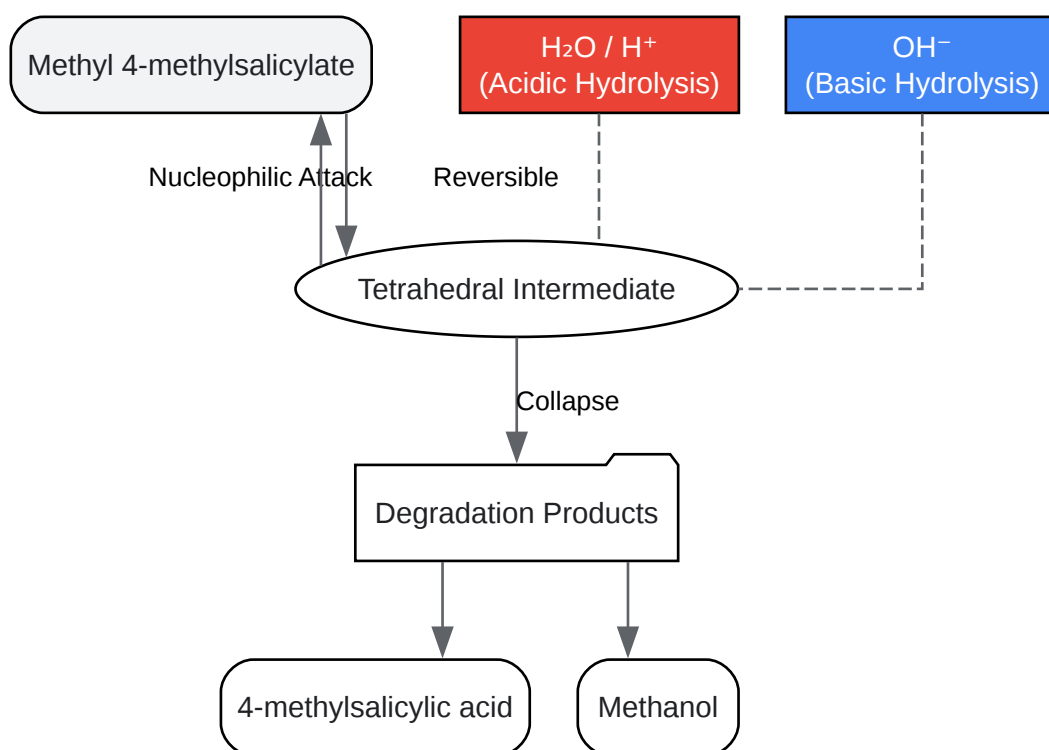 Methyl 4-methylsalicylate
H₂O / H⁺
(Acidic Hydrolysis)
OH⁻
(Basic Hydrolysis)
Nucleophilic Attack
Reversible
Tetrahedral Intermediate
Collapse
Degradation Products
4-methylsalicylic acid
Methanol